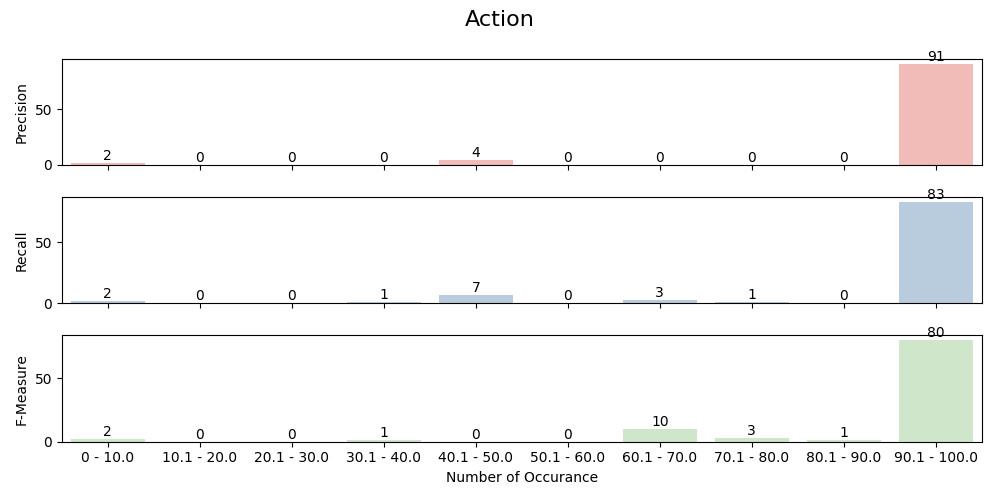 Action
Precision
50
0
2 0 0 0 4 0 0 0 0 91
Recall
50
0
2 0 0 1 7 0 3 1 0 83
F-Measure
50
0
2 0 0 1 0 0 10 3 1 80
0 - 10.0 10.1 - 20.0 20.1 - 30.0 30.1 - 40.0 40.1 - 50.0 50.1 - 60.0 60.1 - 70.0 70.1 - 80.0 80.1 - 90.0 90.1 - 100.0
Number of Occurance